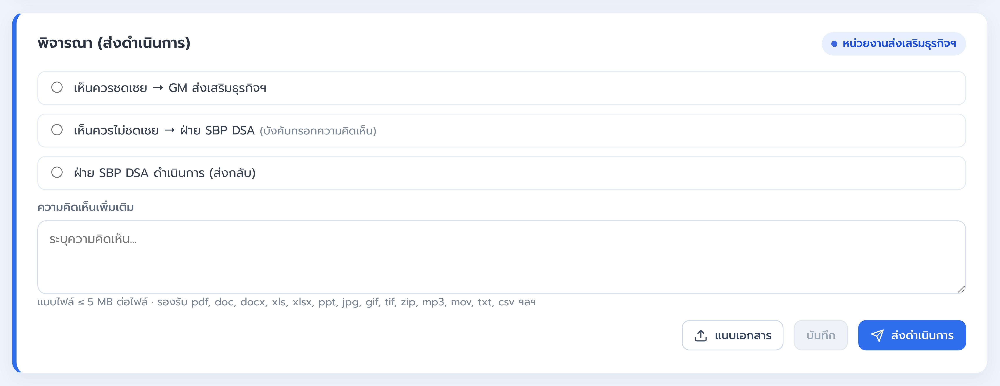 พิจารณา (ส่งดำเนินการ)
หน่วยงานส่งเสริมธุรกิจฯ
เห็นควรชดเชย → GM ส่งเสริมธุรกิจฯ
เห็นควรไม่ชดเชย → ฝ่าย SBP DSA (บังคับกรอกความคิดเห็น)
ฝ่าย SBP DSA ดำเนินการ (ส่งกลับ)
ความคิดเห็นเพิ่มเติม
ระบุความคิดเห็น...
แนบไฟล์ ≤ 5 MB ต่อไฟล์ · รองรับ pdf, doc, docx, xls, xlsx, ppt, jpg, gif, tif, zip, mp3, mov, txt, csv ฯลฯ
แนบเอกสาร
บันทึก
ส่งดำเนินการ